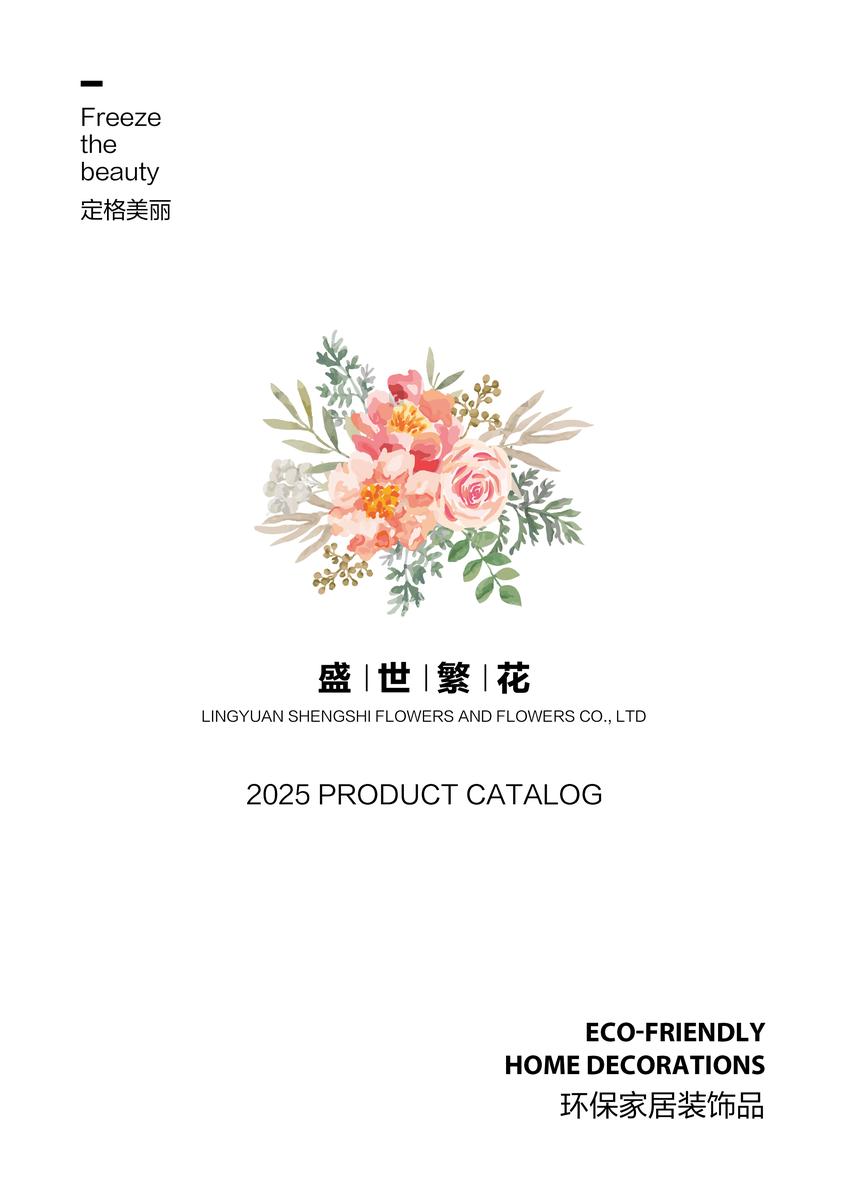 Freeze
the
beauty
定格美丽
盛|世|繁|花
LINGYUAN SHENGSHI FLOWERS AND FLOWERS CO., LTD
2025 PRODUCT CATALOG
ECO-FRIENDLY
HOME DECORATIONS
环保家居装饰品